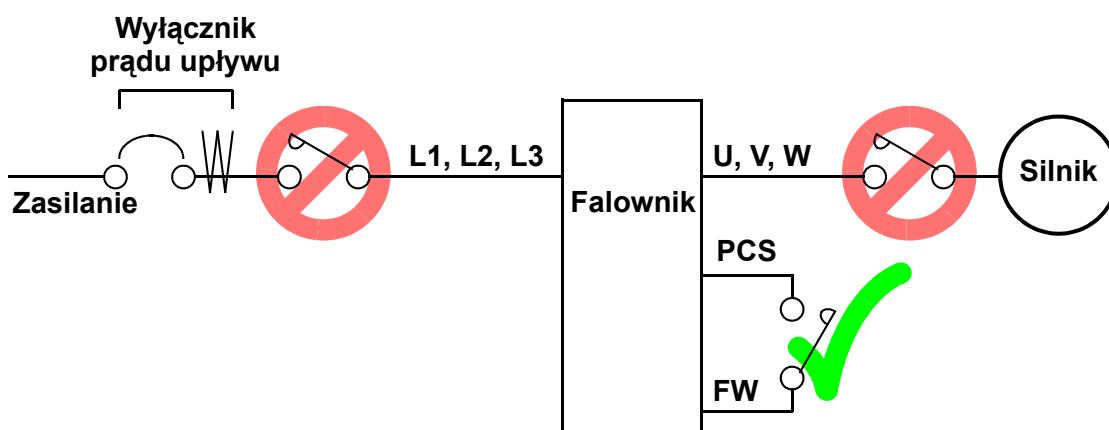 Wyłącznik
prądu upływu
L1, L2, L3
U, V, W
Zasilanie
Falownik
Silnik
PCS
FW